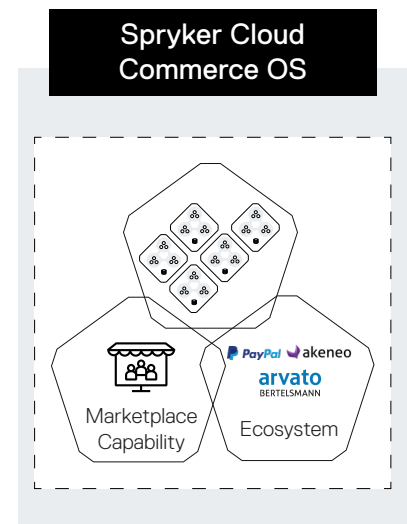 Spryker Cloud
Commerce OS
PayPal akeneo
arvato
BERTELSMANN
Marketplace
Capability
Ecosystem